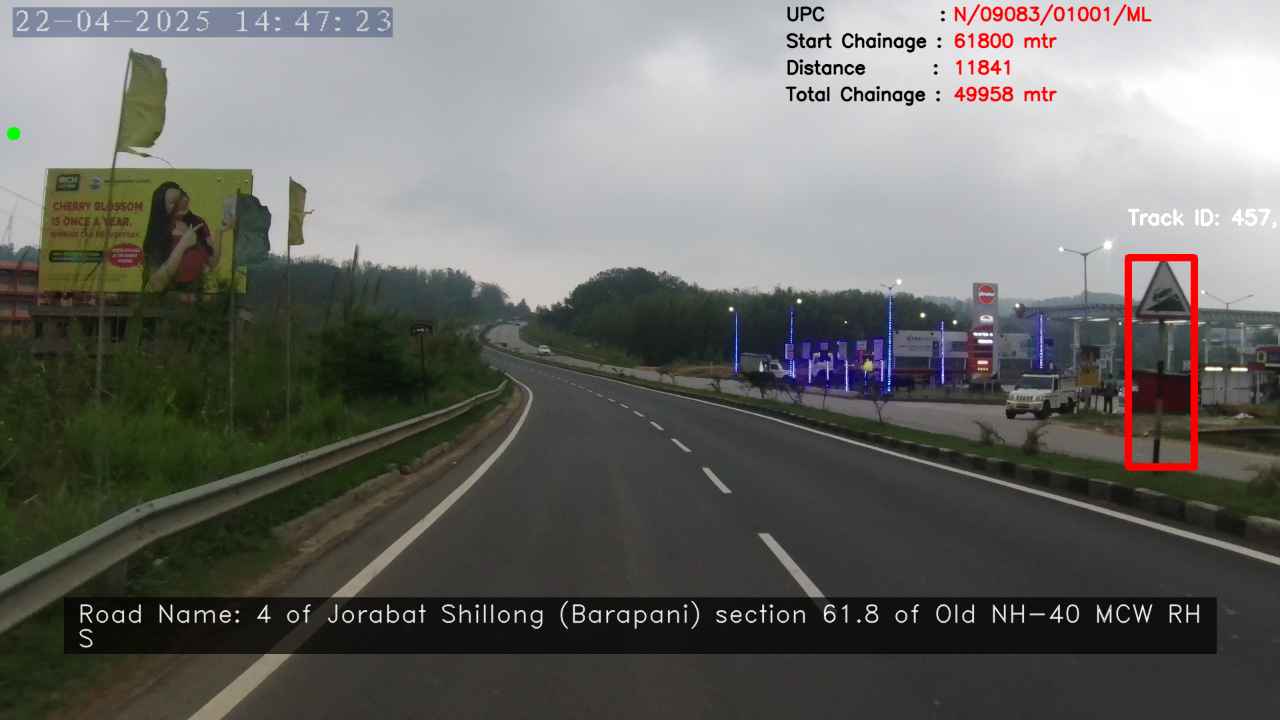 22-04-2025 14:47:23
UPC : N/09083/01001/ML
Start Chainage : 61800 mtr
Distance : 11841
Total Chainage : 49958 mtr
Track ID: 457,
CHERRY BLOSSOM
IS ONCE A YEAR.
Road Name: 4 of Jorabat Shillong (Barapani) section 61.8 of Old NH-40 MCW RH
S